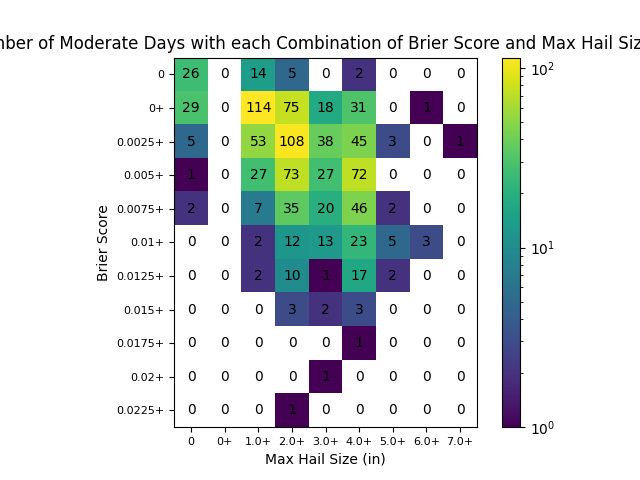 nber of Moderate Days with each Combination of Brier Score and Max Hail Siz
0 26 0 14 5 0 2 0 0 0
0+ 29 0 114 75 18 31 0 1 0
0.0025+ 5 0 53 108 38 45 3 0 1
0.005+ 1 0 27 73 27 72 0 0 0
0.0075+ 2 0 7 35 20 46 2 0 0
0.01+ 0 0 2 12 13 23 5 3 0
0.0125+ 0 0 2 10 1 17 2 0 0
0.015+ 0 0 0 3 2 3 0 0 0
0.0175+ 0 0 0 0 0 1 0 0 0
0.02+ 0 0 0 0 1 0 0 0 0
0.0225+ 0 0 0 1 0 0 0 0 0
0 0+ 1.0+ 2.0+ 3.0+ 4.0+ 5.0+ 6.0+ 7.0+
Max Hail Size (in)
Brier Score
10²
10¹
10⁰